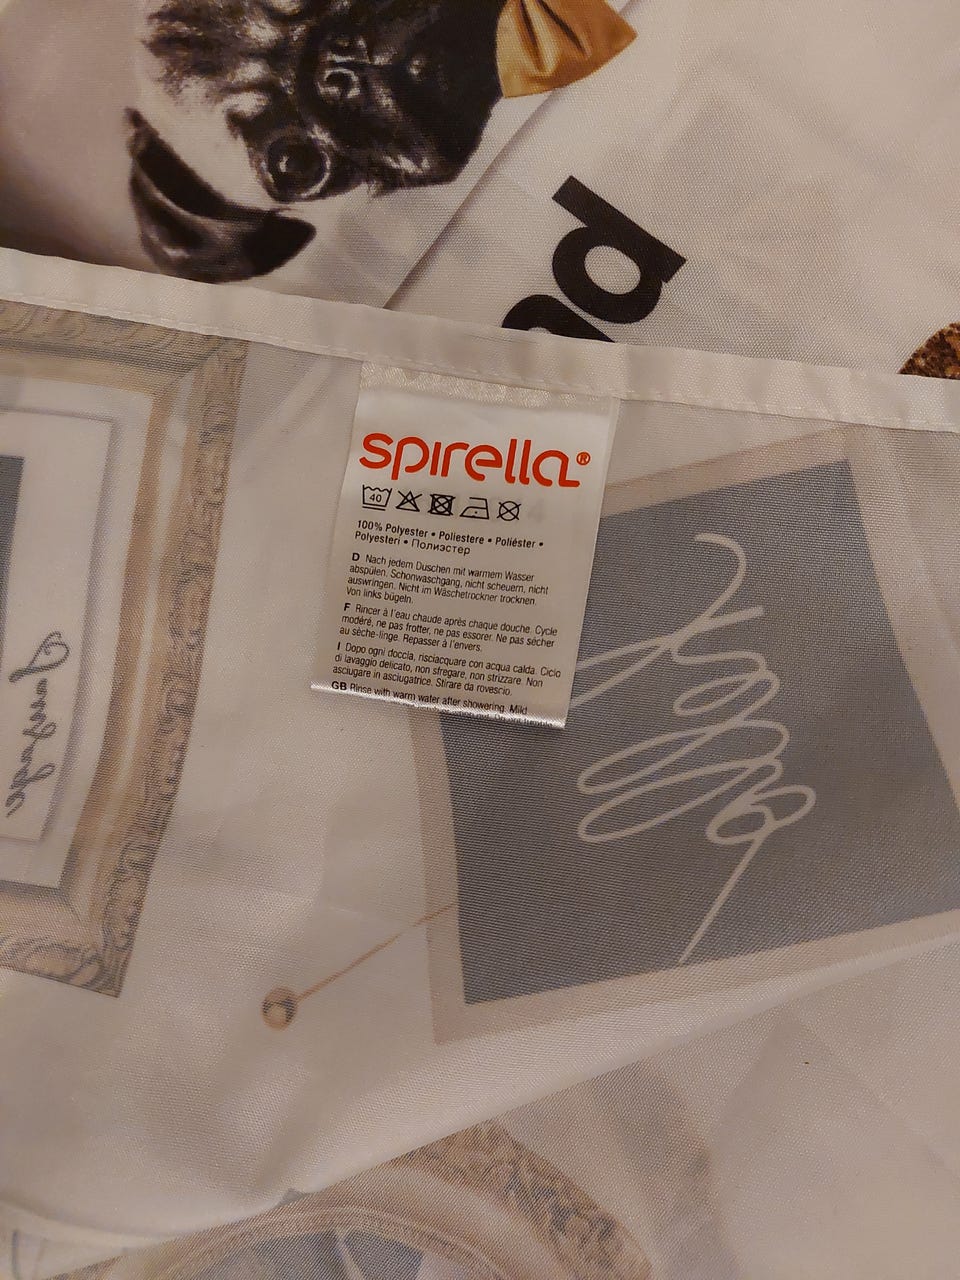 nd
spirella®
40
100% Polyester • Poliestere • Poliéster •
Polyesteri • Полиэстер
D Nach jedem Duschen mit warmem Wasser
abspülen. Schonwaschgang, nicht scheuern, nicht
auswringen. Nicht im Wäschetrockner trocknen.
Von links bügeln.
F Rincer à l'eau chaude après chaque douche. Cycle
modéré, ne pas frotter, ne pas essorer. Ne pas sécher
au sèche-linge. Repasser à l'envers.
I Dopo ogni doccia, risciacquare con acqua calda. Ciclo
di lavaggio delicato, non sfregare, non strizzare. Non
asciugare in asciugatrice. Stirare da rovescio.
GB Rinse with warm water after showering. Mild